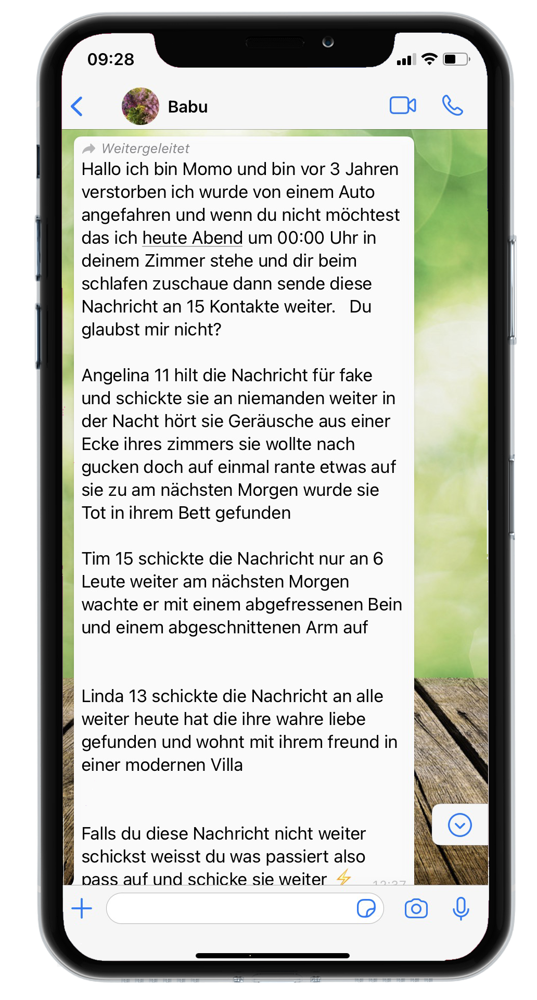 09:28
Babu
Weitergeleitet
Hallo ich bin Momo und bin vor 3 Jahren
verstorben ich wurde von einem Auto
angefahren und wenn du nicht möchtest
das ich heute Abend um 00:00 Uhr in
deinem Zimmer stehe und dir beim
schlafen zuschaue dann sende diese
Nachricht an 15 Kontakte weiter.   Du
glaubst mir nicht?
Angelina 11 hilt die Nachricht für fake
und schickte sie an niemanden weiter in
der Nacht hört sie Geräusche aus einer
Ecke ihres zimmers sie wollte nach
gucken doch auf einmal rante etwas auf
sie zu am nächsten Morgen wurde sie
Tot in ihrem Bett gefunden
Tim 15 schickte die Nachricht nur an 6
Leute weiter am nächsten Morgen
wachte er mit einem abgefressenen Bein
und einem abgeschnittenen Arm auf
Linda 13 schickte die Nachricht an alle
weiter heute hat die ihre wahre liebe
gefunden und wohnt mit ihrem freund in
einer modernen Villa
Falls du diese Nachricht nicht weiter
schickst weisst du was passiert also
pass auf und schicke sie weiter ⚡ 12:37